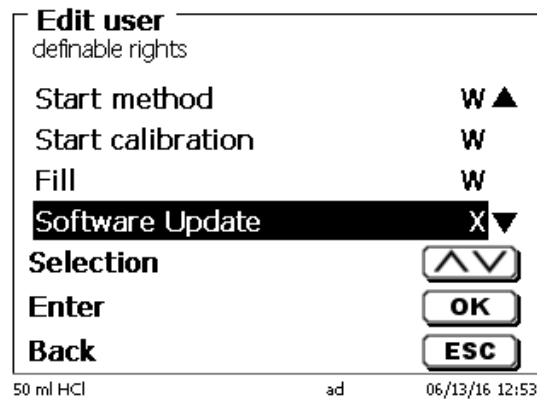 Edit user
definable rights
Start method W
Start calibration W
Fill W
Software Update X
Selection
Enter OK
Back ESC
50 ml HCl ad 06/13/16 12:53